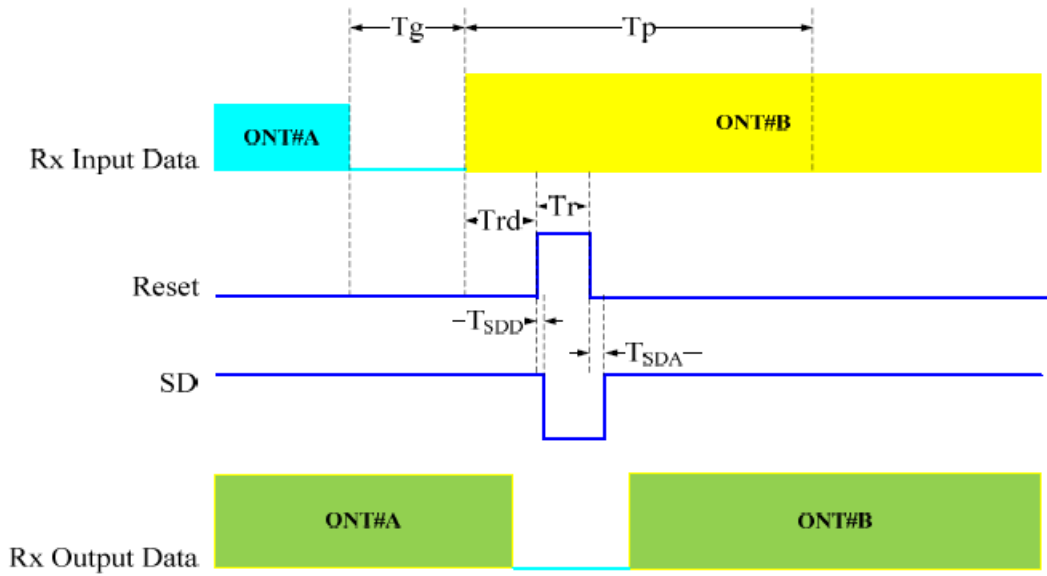 Tg
Tp
ONT#A
ONT#B
Rx Input Data
Trd
Tr
Reset
TSDD
TSDA
SD
ONT#A
ONT#B
Rx Output Data